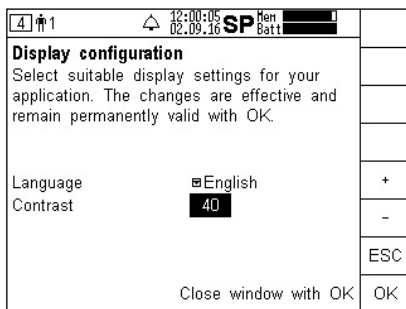 4 1 12:00:05 SP Mem
02.09.16 Batt
Display configuration
Select suitable display settings for your
application. The changes are effective and
remain permanently valid with OK.
Language English +
Contrast 40 -
ESC
Close window with OK OK